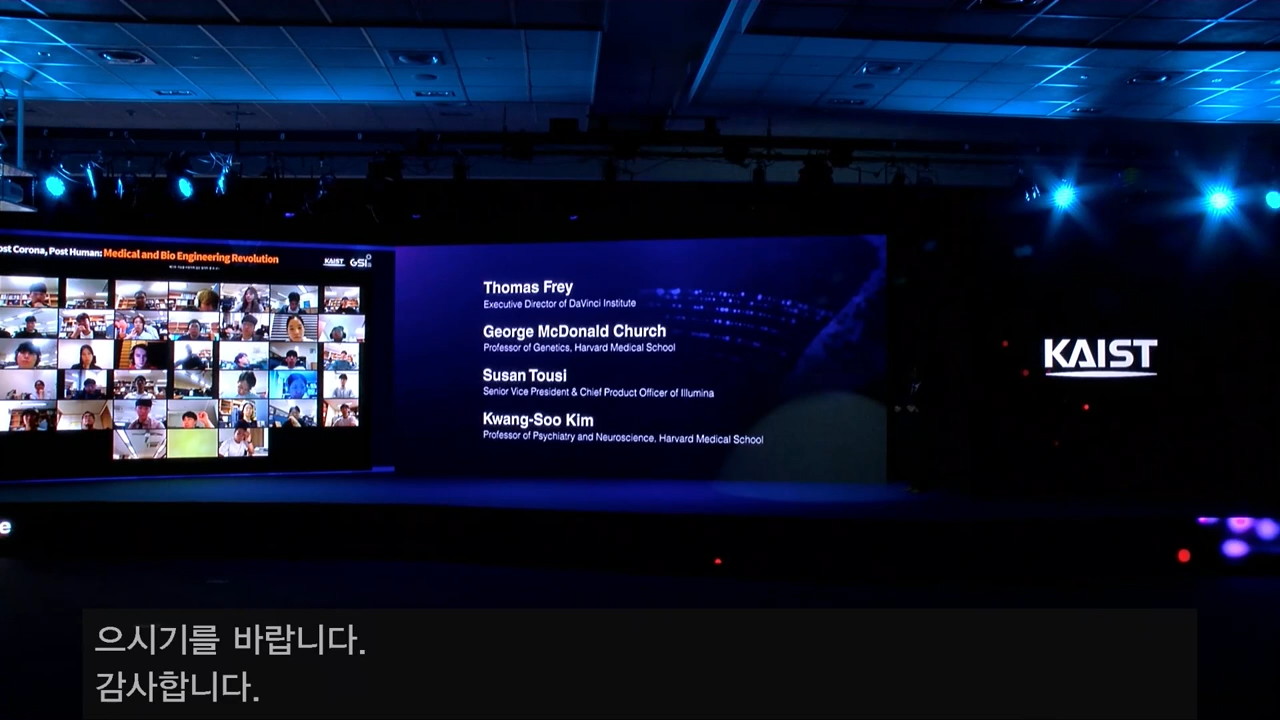 ost Corona, Post Human: Medical and Bio Engineering Revolution
KAIST GSI
Thomas Frey
Executive Director of DaVinci Institute
George McDonald Church
Professor of Genetics, Harvard Medical School
Susan Tousi
Senior Vice President & Chief Product Officer of Illumina
Kwang-Soo Kim
Professor of Psychiatry and Neuroscience, Harvard Medical School
KAIST
e
으시기를 바랍니다.
감사합니다.